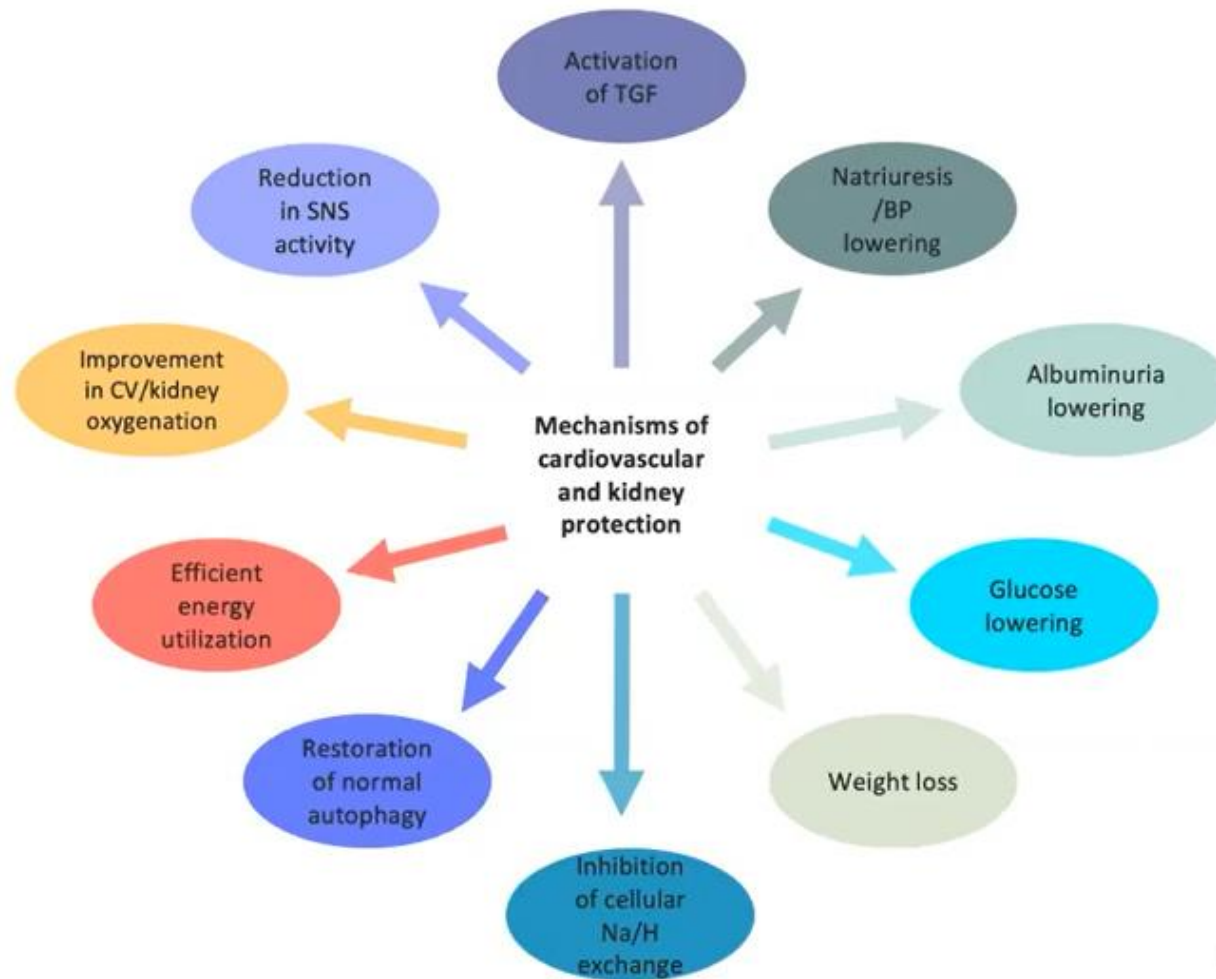 Activation
of TGF
Natriuresis
/BP
lowering
Albuminuria
lowering
Glucose
lowering
Weight loss
Inhibition
of cellular
Na/H
exchange
Restoration
of normal
autophagy
Efficient
energy
utilization
Improvement
in CV/kidney
oxygenation
Reduction
in SNS
activity
Mechanisms of
cardiovascular
and kidney
protection